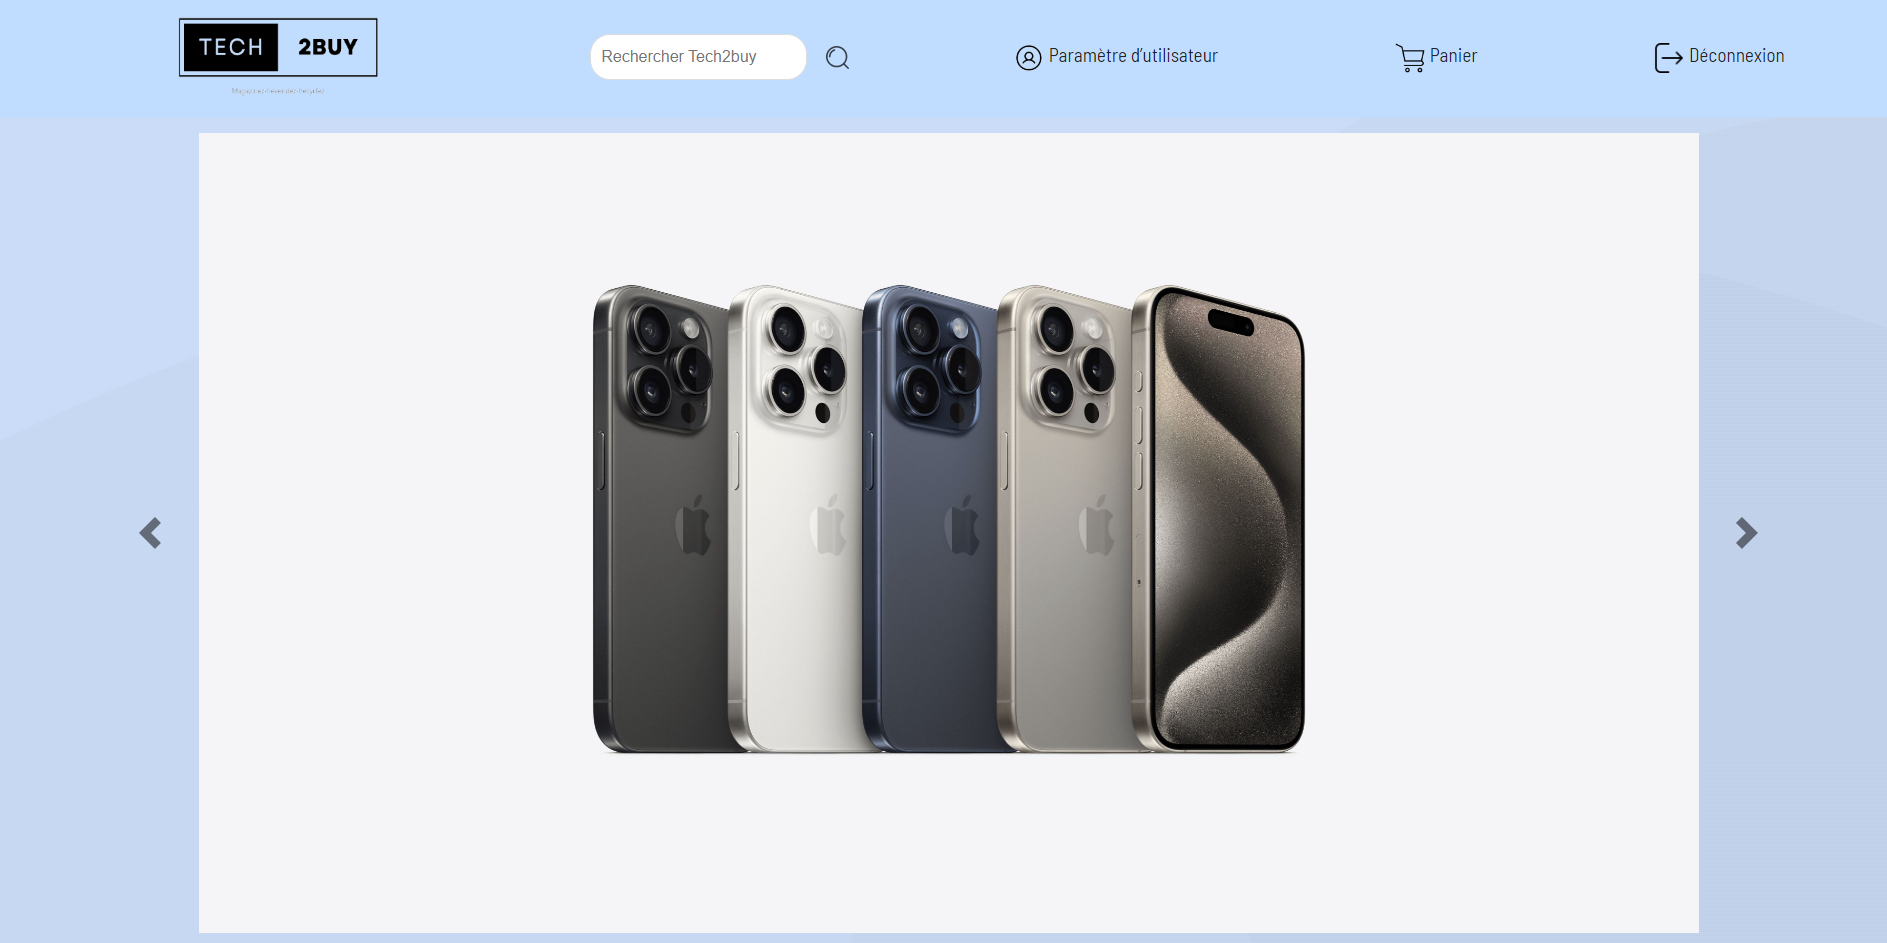 TECH 2BUY
Rechercher Tech2buy
Paramètre d'utilisateur
Panier
Déconnexion